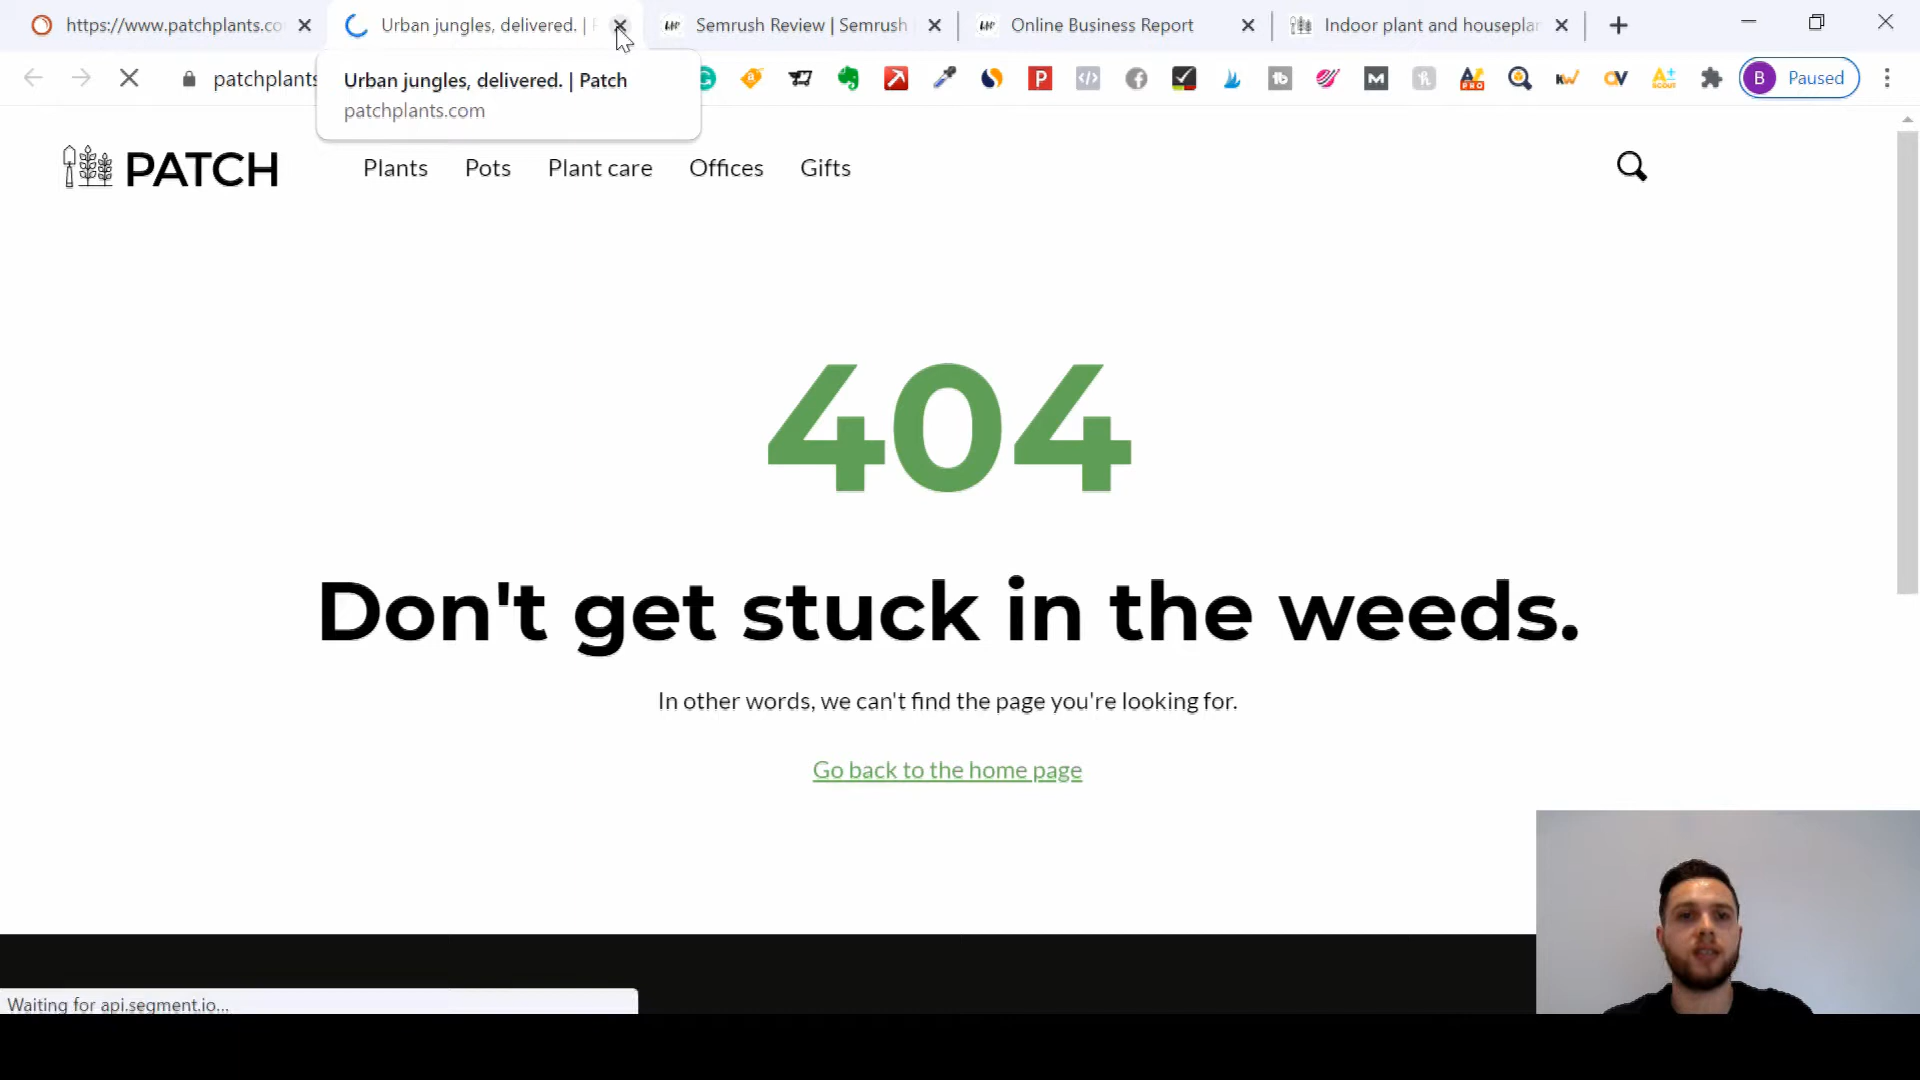 https://www.patchplants.co
Urban jungles, delivered. |
Semrush Review | Semrush
Online Business Report
Indoor plant and houseplan
patchplants
Urban jungles, delivered. | Patch
patchplants.com
B
Paused
PATCH
Plants
Pots
Plant care
Offices
Gifts
404
Don't get stuck in the weeds.
In other words, we can't find the page you're looking for.
Go back to the home page
Waiting for api.segment.io...